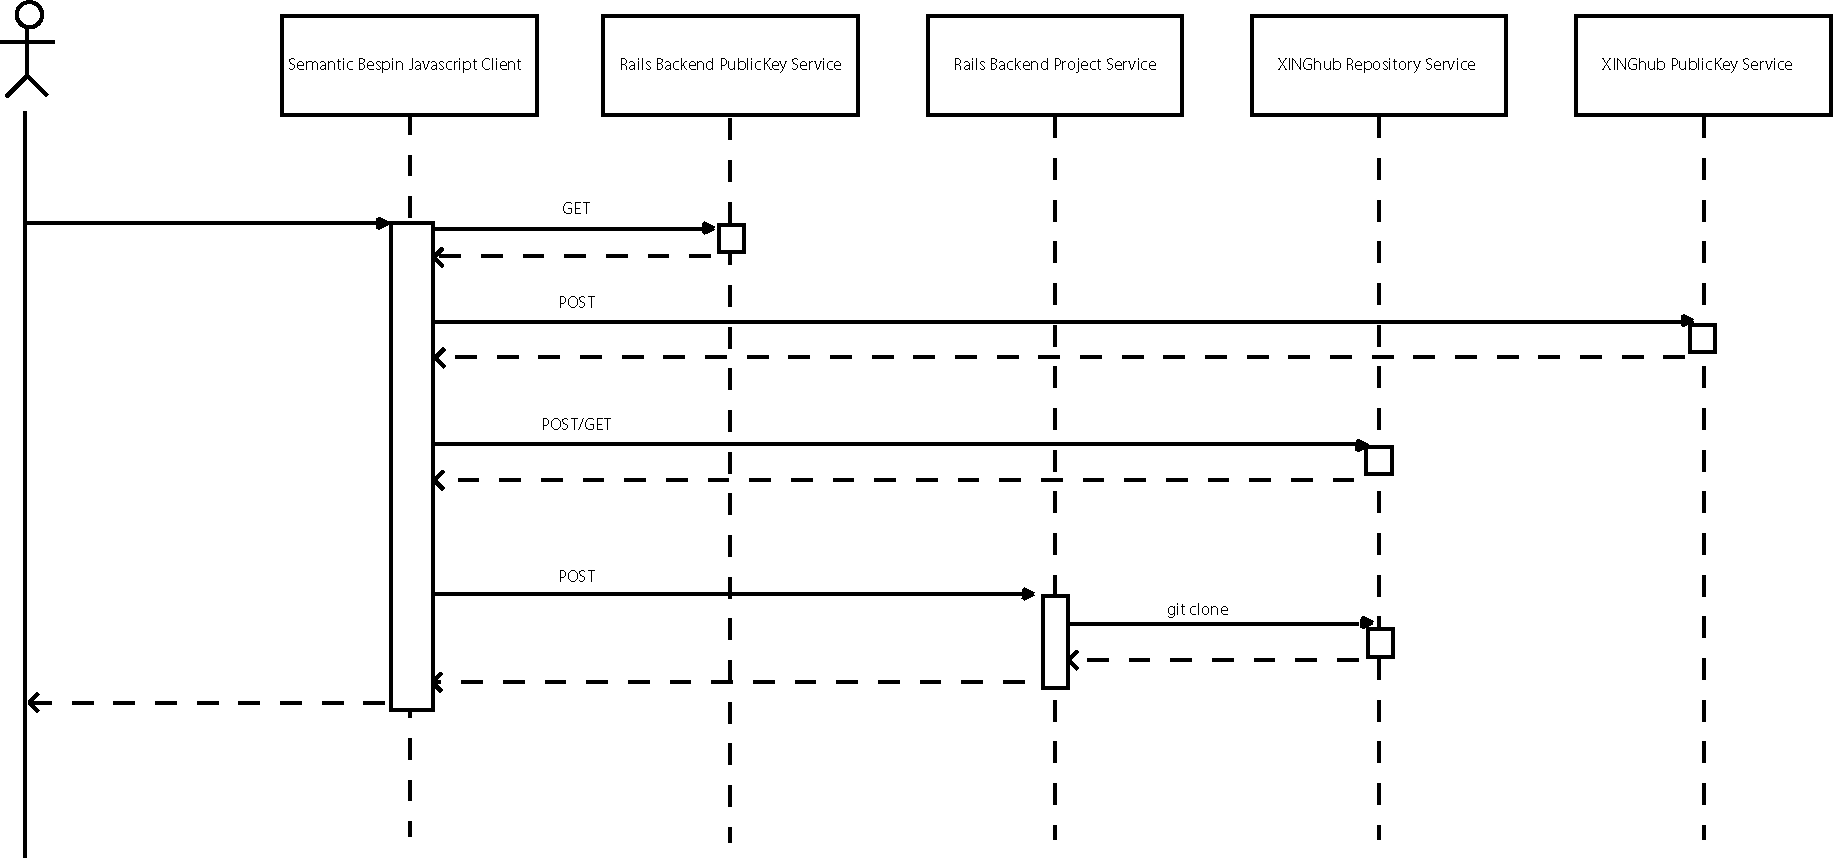 Semantic Bespin Javascript Client
Rails Backend PublicKey Service
Rails Backend Project Service
XINGhub Repository Service
XINGhub PublicKey Service
GET
POST
POST/GET
POST
git clone